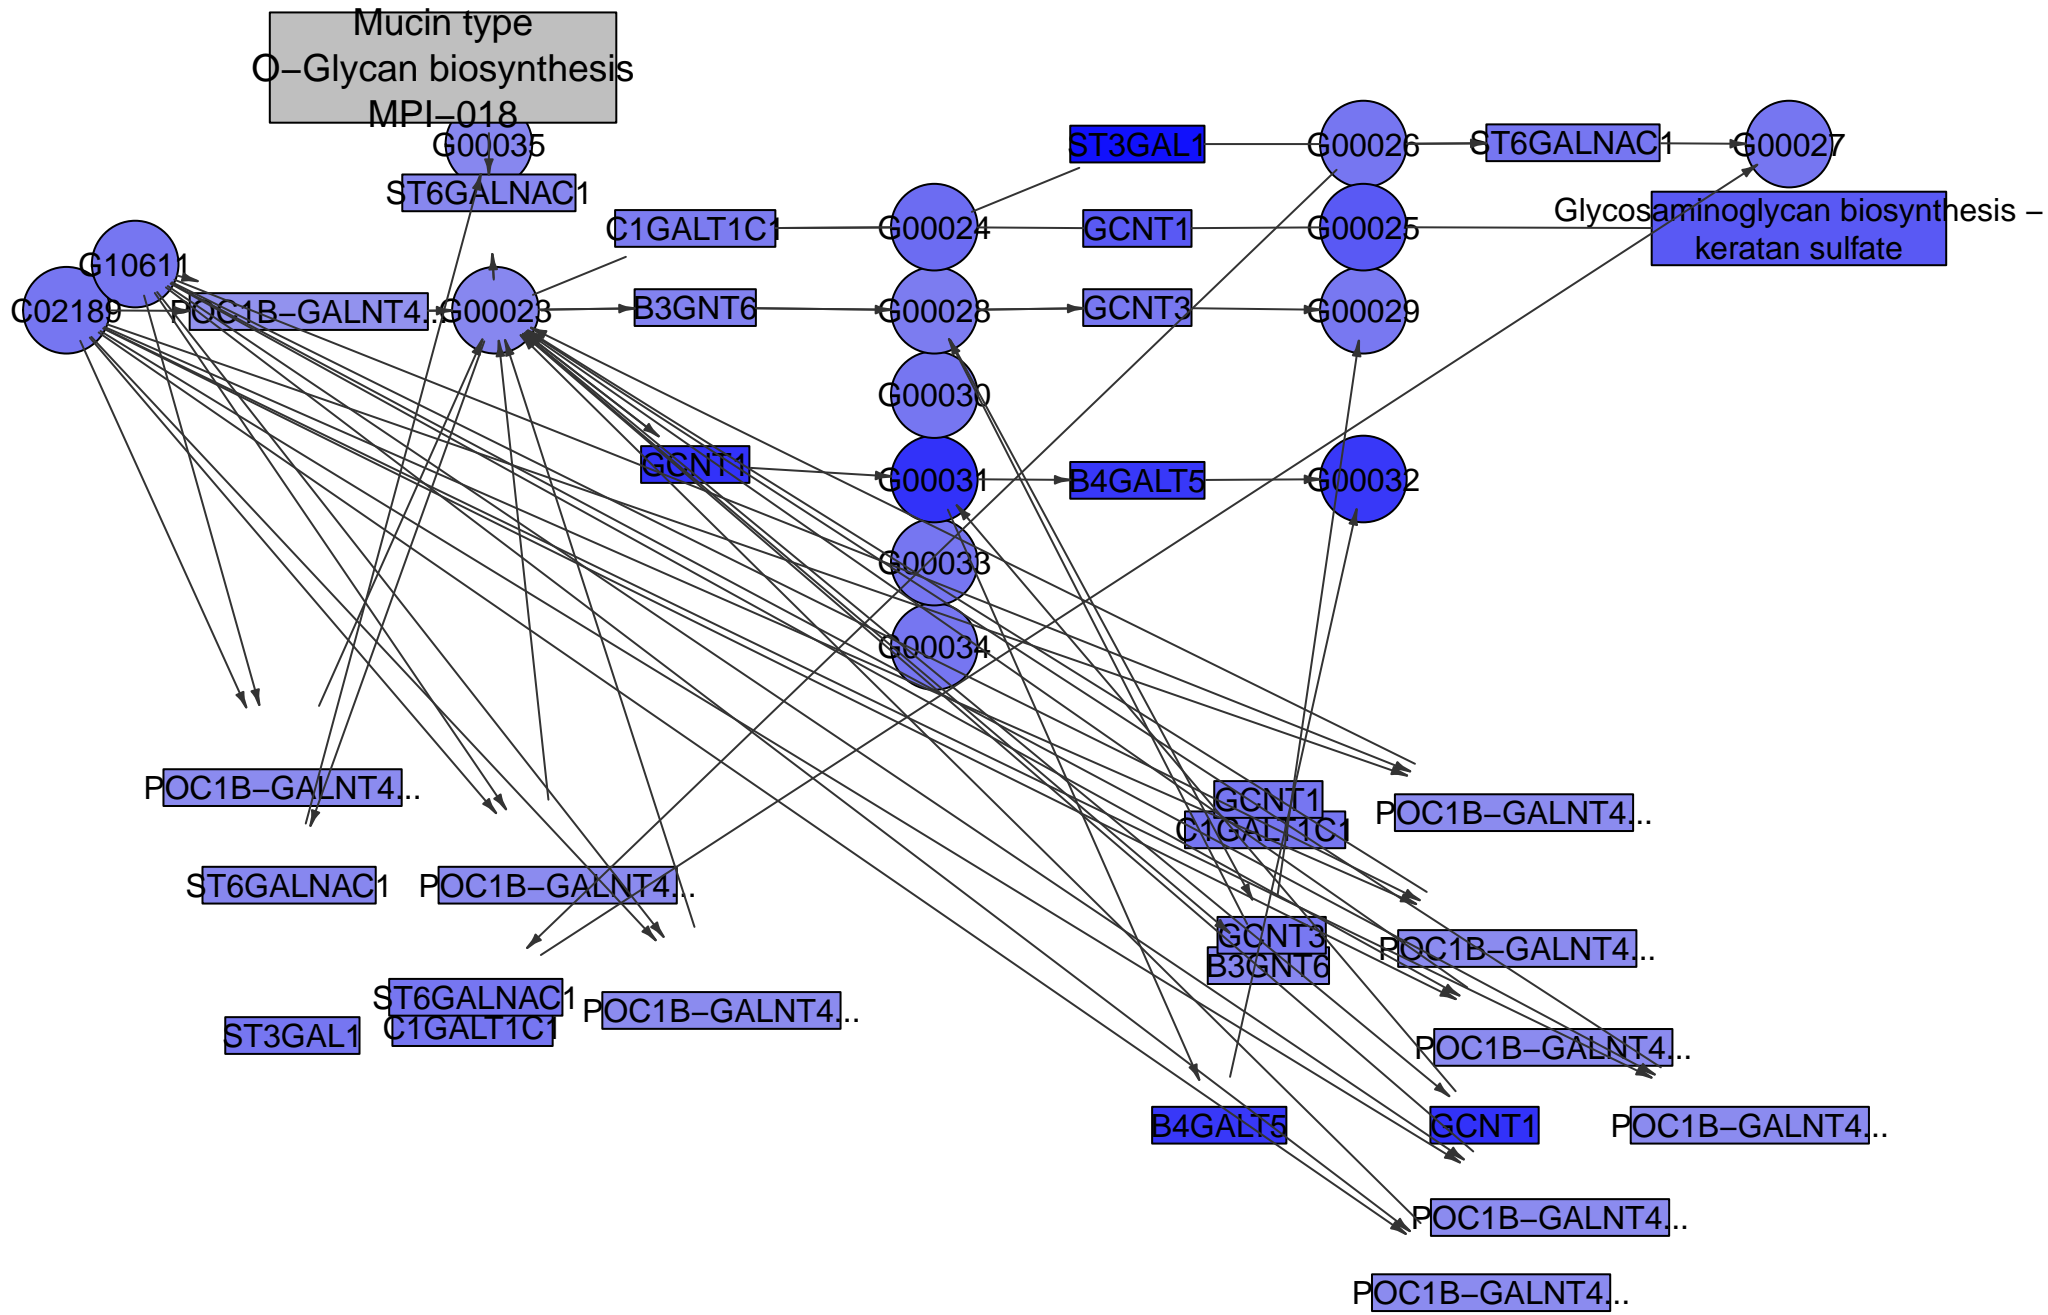 Mucin type
O−Glycan biosynthesis
MPI−018
G00035
ST3GAL1
G00026
ST6GALNAC1
G00027
ST6GALNAC1
C1GALT1C1
G00024
GCNT1
G00025
Glycosaminoglycan biosynthesis −
keratan sulfate
G10611
C02189
POC1B−GALNT4...
G00023
B3GNT6
G00028
GCNT3
G00029
G00030
GCNT1
G00031
B4GALT5
G00032
G00033
G00034
POC1B−GALNT4...
GCNT1
POC1B−GALNT4...
C1GALT1C1
ST6GALNAC1
POC1B−GALNT4...
GCNT3
POC1B−GALNT4...
B3GNT6
ST6GALNAC1
POC1B−GALNT4...
C1GALT1C1
ST3GAL1
POC1B−GALNT4...
B4GALT5
GCNT1
POC1B−GALNT4...
POC1B−GALNT4...
POC1B−GALNT4...